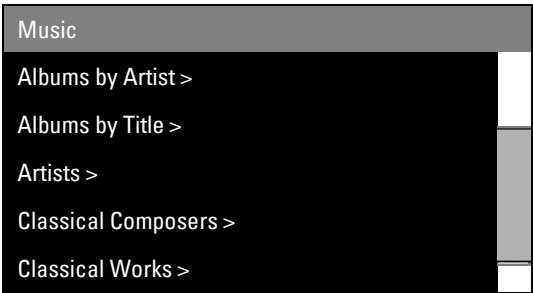 Music
Albums by Artist >
Albums by Title >
Artists >
Classical Composers >
Classical Works >